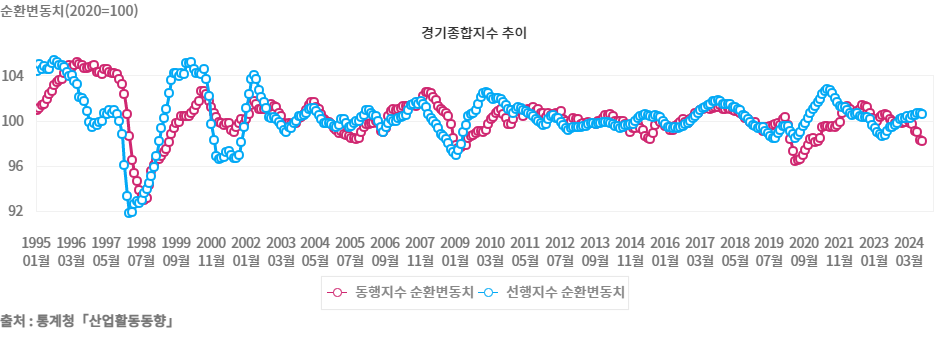 순환변동치(2020=100)
경기종합지수 추이
104
100
96
92
1995 1996 1997 1998 1999 2000 2002 2003 2004 2005 2006 2009 2010 2011 2012 2013 2014 2016 2017 2018 2019 2020 2021 2023 2024
01월 03월 05월 07월 09월 11월 01월 03월 05월 07월 09월 01월 03월 05월 07월 09월 11월 01월 03월 05월 07월 09월 11월 01월 03월
동행지수 순환변동치 선행지수 순환변동치
출처 : 통계청「산업활동동향」